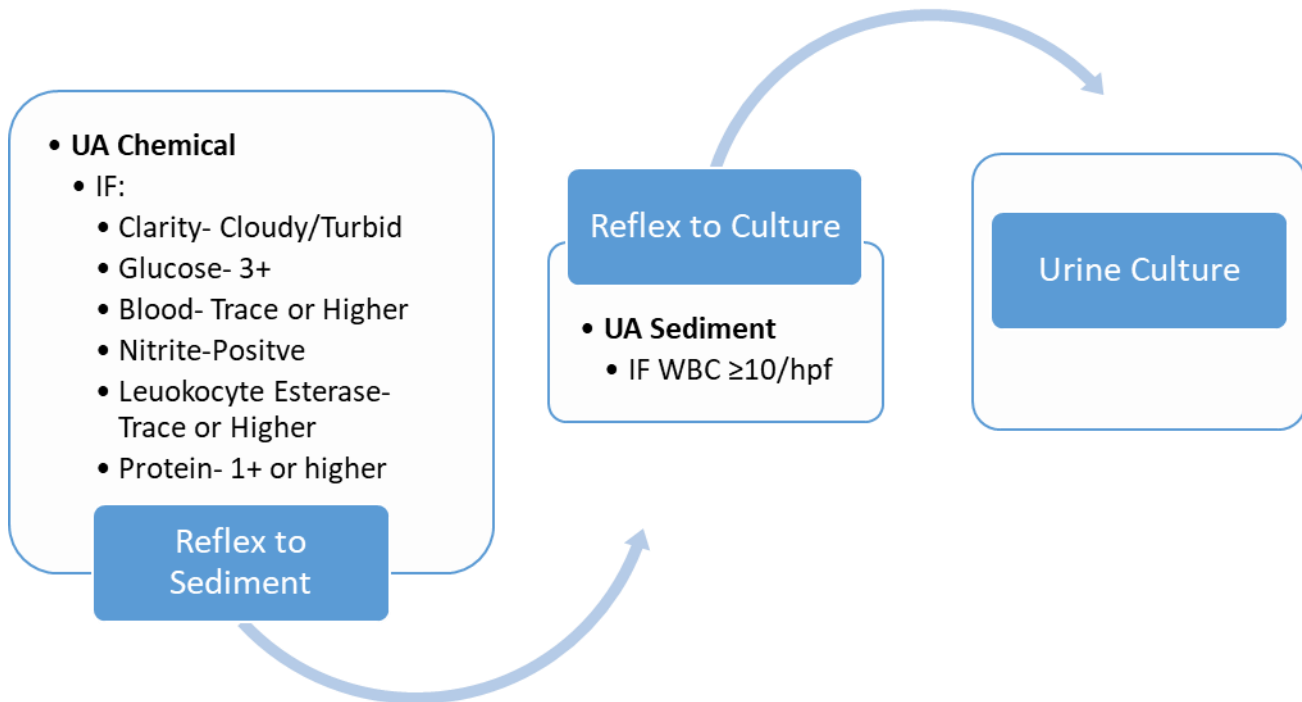 • UA Chemical
• IF:
• Clarity- Cloudy/Turbid
• Glucose- 3+
• Blood- Trace or Higher
• Nitrite-Positve
• Leuokocyte Esterase-
Trace or Higher
• Protein- 1+ or higher
Reflex to
Sediment
Reflex to Culture
• UA Sediment
• IF WBC ≥10/hpf
Urine Culture